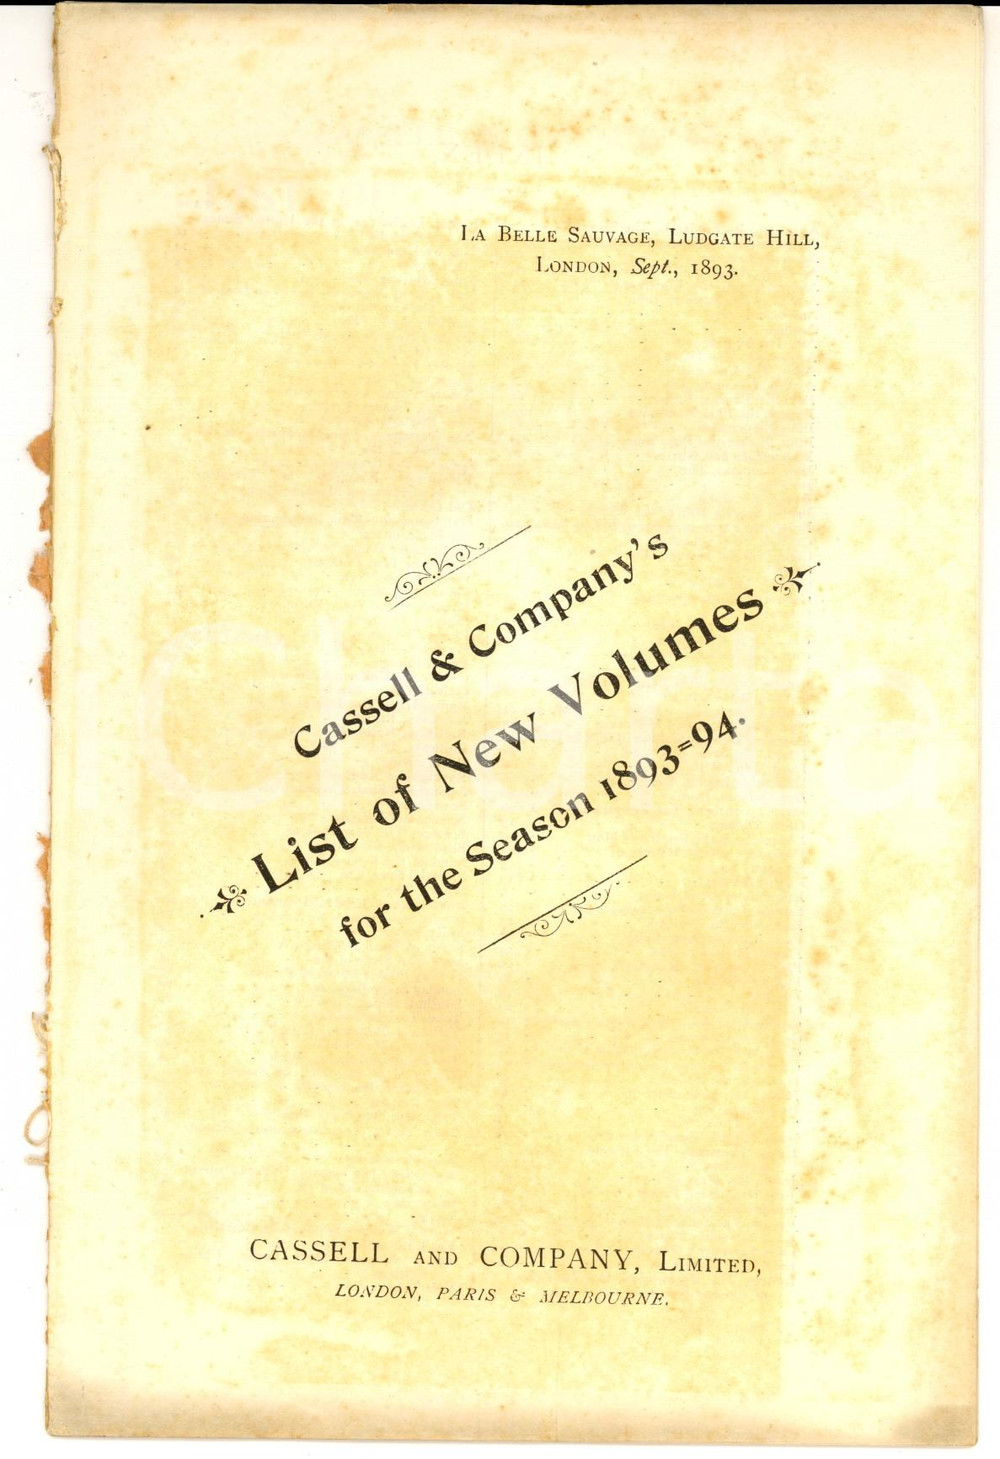 La Belle Sauvage, Ludgate Hill,
London, Sept., 1893.
Cassell & Company's
List of New Volumes
for the Season 1893=94.
CASSELL AND COMPANY, Limited,
LONDON, PARIS & MELBOURNE.